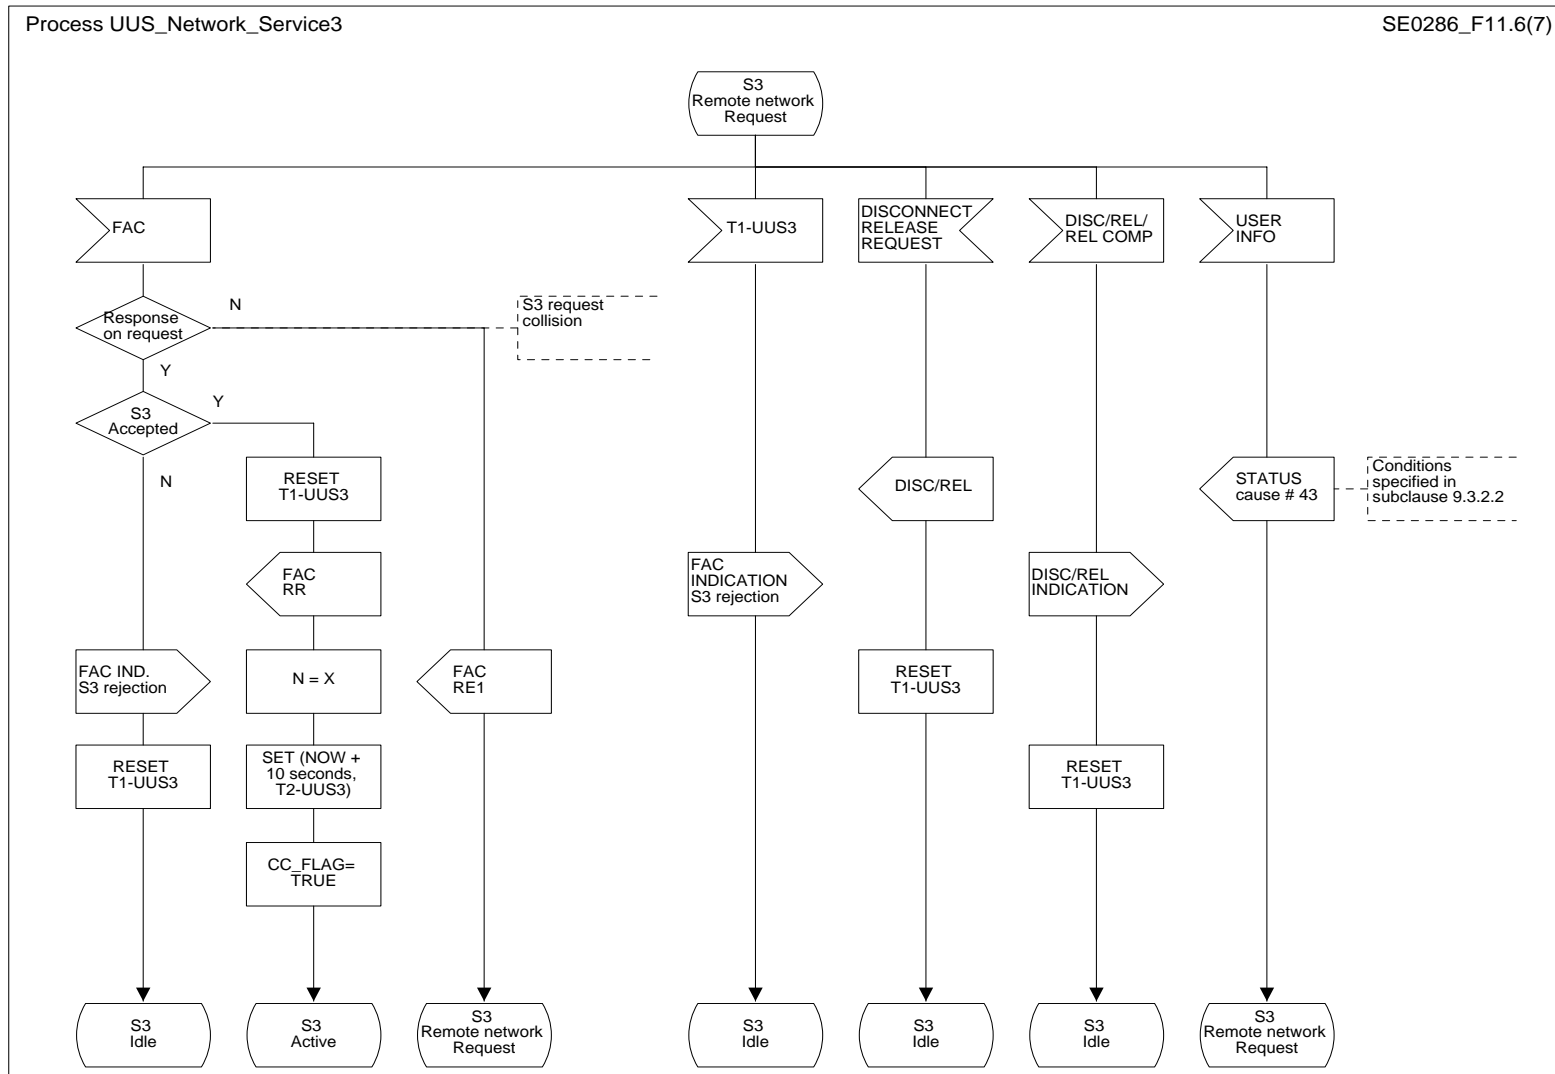 Process UUS_Network_Service3
SE0286_F11.6(7)
S3
Remote network
Request
FAC
T1-UUS3
DISCONNECT
RELEASE
REQUEST
DISC/REL/
REL COMP
USER
INFO
Response
on request
N
S3 request
collision
Y
S3
Accepted
Y
N
RESET
T1-UUS3
DISC/REL
STATUS
cause # 43
Conditions
specified in
subclause 9.3.2.2
FAC
RR
FAC
INDICATION
S3 rejection
DISC/REL
INDICATION
FAC IND.
S3 rejection
N = X
FAC
RE1
RESET
T1-UUS3
RESET
T1-UUS3
SET (NOW +
10 seconds,
T2-UUS3)
RESET
T1-UUS3
CC_FLAG=
TRUE
S3
Idle
S3
Active
S3
Remote network
Request
S3
Idle
S3
Idle
S3
Idle
S3
Remote network
Request